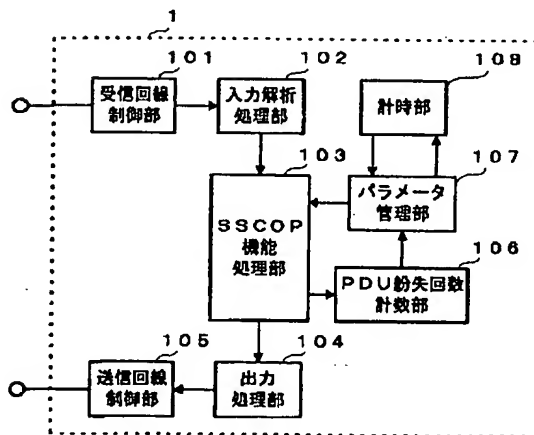 1
101
102
108
受信回線
制御部
入力解析
処理部
計時部
103
107
SSCOP
機能
処理部
パラメータ
管理部
106
PDU紛失回数
計数部
105
104
送信回線
制御部
出力
処理部